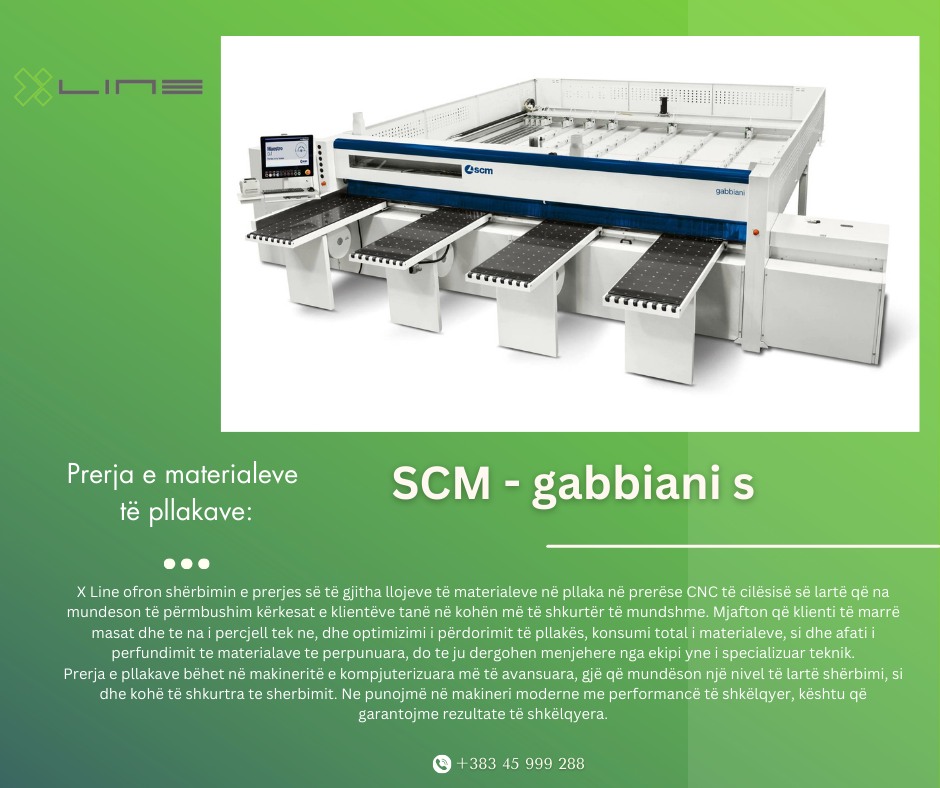 X LINE
Maestro
scm
gabbiani
Prerja e materialeve
të pllakave:
SCM - gabbiani s
X Line ofron shërbimin e prerjes së të gjitha llojeve të materialeve në pllaka në prerëse CNC të cilësisë së lartë që na
mundeson të përmbushim kërkesat e klientëve tanë në kohën më të shkurtër të mundshme. Mjafton që klienti të marrë
masat dhe te na i percjell tek ne, dhe optimizimi i përdorimit të pllakës, konsumi total i materialeve, si dhe afati i
perfundimit te materialave te perpunuara, do te ju dergohen menjehere nga ekipi yne i specializuar teknik.
Prerja e pllakave bëhet në makineritë e kompjuterizuara më të avansuara, gjë që mundëson një nivel të lartë shërbimi, si
dhe kohë të shkurtra te sherbimit. Ne punojmë në makineri moderne me performancë të shkëlqyer, kështu që
garantojme rezultate të shkëlqyera.
+383 45 999 288